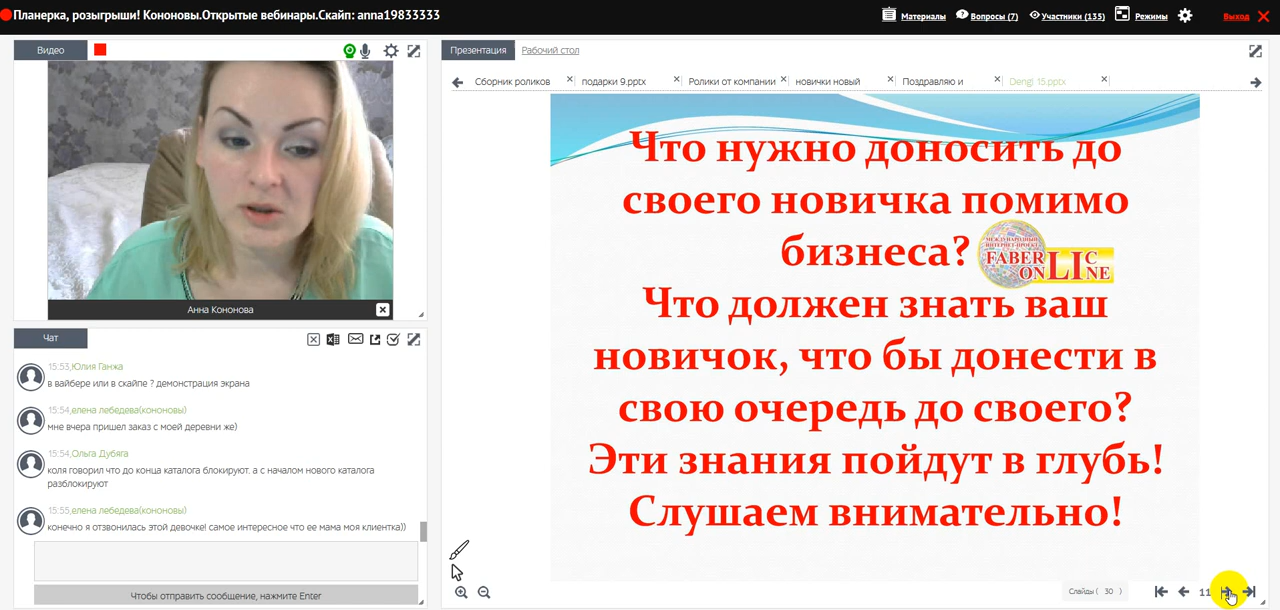 Планерка, розыгрыши! Кононовы.Открытые вебинары.Скайп: anna19833333
Материалы
Вопросы (7)
Участники (135)
Режимы
Выход
Видео
Анна Кононова
Чат
15:53,Юлия Ганжа
в вайбере или в скайпе ? демонстрация экрана
15:54,елена лебедева(кононовы)
мне вчера пришел заказ с моей деревни же)
15:54,Ольга Дубяга
коля говорил что до конца каталога блокируют. а с началом нового каталога
разблокируют
15:55,елена лебедева(кононовы)
конечно я отзвонилась этой девочке! самое интересное что ее мама моя клиентка))
Чтобы отправить сообщение, нажмите Enter
Презентация
Рабочий стол
Сборник роликов
подарки 9.pptx
Ролики от компании
новички новый
Поздравляю и
Dengi 15.pptx
Что нужно доносить до
своего новичка помимо
бизнеса?
МЕЖДУНАРОДНЫЙ
ИНТЕРНЕТ-ПРОЕКТ
FABERLIC
ONLINE
Что должен знать ваш
новичок, что бы донести в
свою очередь до своего?
Эти знания пойдут в глубь!
Слушаем внимательно!
Слайды ( 30 )
11